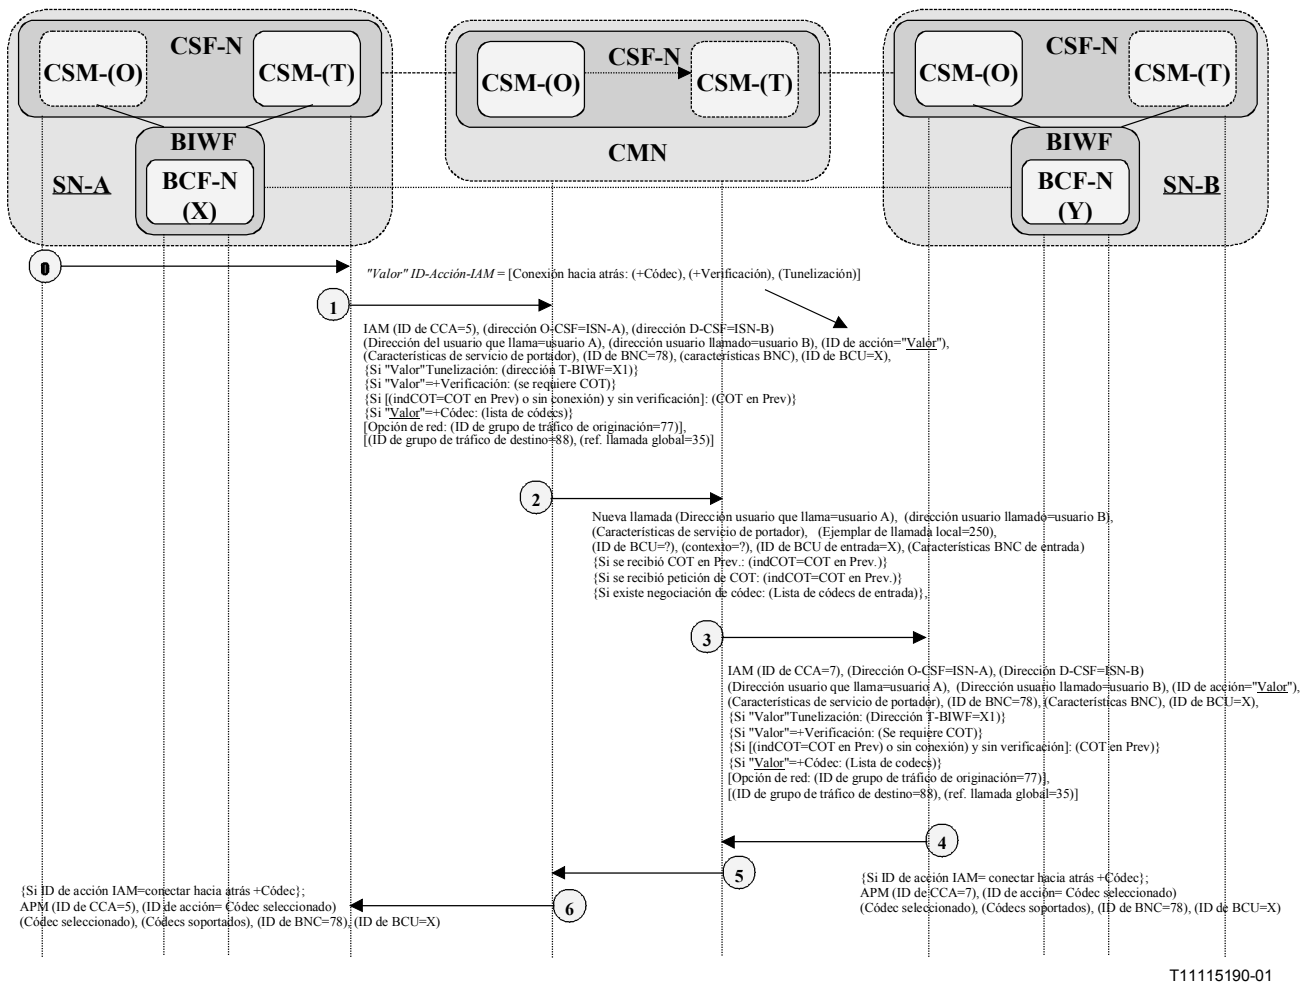 CSF-N
CSM-(O)
CSM-(T)
BIWF
BCF-N
(X)
SN-A
CSF-N
CSM-(O)
CSM-(T)
CMN
CSF-N
CSM-(O)
CSM-(T)
BIWF
BCF-N
(Y)
SN-B
0
"Valor" ID-Acción-IAM = [Conexión hacia atrás: (+Códec), (+Verificación), (Tunelización)]
1
IAM (ID de CCA=5), (dirección O-CSF=ISN-A), (dirección D-CSF=ISN-B)
(Dirección del usuario que llama=usuario A), (dirección usuario llamado=usuario B), (ID de acción="Valor"),
(Características de servicio de portador), (ID de BNC=78), (características BNC), (ID de BCU=X),
{Si "Valor"Tunelización: (dirección T-BIWF=X1)}
{Si "Valor"=+Verificación: (se requiere COT)}
{Si [(indCOT=COT en Prev) o sin conexión) y sin verificación]: (COT en Prev)}
{Si "Valor"=+Códec: (lista de códecs)}
[Opción de red: (ID de grupo de tráfico de originación=77)],
[(ID de grupo de tráfico de destino=88), (ref. llamada global=35)]
2
Nueva llamada (Dirección usuario que llama=usuario A), (dirección usuario llamado=usuario B),
(Características de servicio de portador), (Ejemplar de llamada local=250),
(ID de BCU=?), (contexto=?), (ID de BCU de entrada=X), (Características BNC de entrada)
{Si se recibió COT en Prev.: (indCOT=COT en Prev.)}
{Si se recibió petición de COT: (indCOT=COT en Prev.)}
{Si existe negociación de códec: (Lista de códecs de entrada)},
3
IAM (ID de CCA=7), (Dirección O-CSF=ISN-A), (Dirección D-CSF=ISN-B)
(Dirección usuario que llama=usuario A), (Dirección usuario llamado=usuario B), (ID de acción="Valor"),
(Características de servicio de portador), (ID de BNC=78), (Características BNC), (ID de BCU=X),
{Si "Valor"Tunelización: (Dirección T-BIWF=X1)}
{Si "Valor"=+Verificación: (Se requiere COT)}
{Si [(indCOT=COT en Prev) o sin conexión) y sin verificación]: (COT en Prev)}
{Si "Valor"=+Códec: (Lista de codecs)}
[Opción de red: (ID de grupo de tráfico de originación=77)],
[(ID de grupo de tráfico de destino=88), (ref. llamada global=35)]
4
{Si ID de acción IAM= conectar hacia atrás +Códec};
APM (ID de CCA=7), (ID de acción= Códec seleccionado)
(Códec seleccionado), (Códecs soportados), (ID de BNC=78), (ID de BCU=X)
5
6
{Si ID de acción IAM=conectar hacia atrás +Códec};
APM (ID de CCA=5), (ID de acción= Códec seleccionado)
(Códec seleccionado), (Códecs soportados), (ID de BNC=78), (ID de BCU=X)
T11115190-01